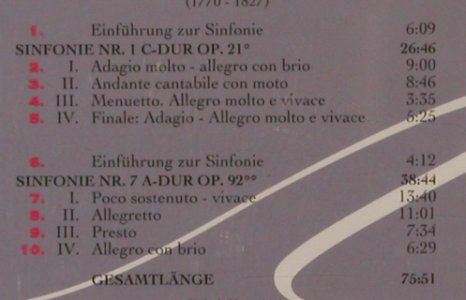 (1770 - 1827)
1. Einführung zur Sinfonie 6:09
SINFONIE NR. 1 C-DUR OP. 21° 26:46
2. I. Adagio molto - allegro con brio 9:00
3. II. Andante cantabile con moto 8:46
4. III. Menuetto. Allegro molto e vivace 3:35
5. IV. Finale: Adagio - Allegro molto e vivace 5:25
6. Einführung zur Sinfonie 4:12
SINFONIE NR. 7 A-DUR OP. 92°° 38:44
7. I. Poco sostenuto - vivace 13:40
8. II. Allegretto 11:01
9. III. Presto 7:34
10. IV. Allegro con brio 6:29
GESAMTLÄNGE 75:51